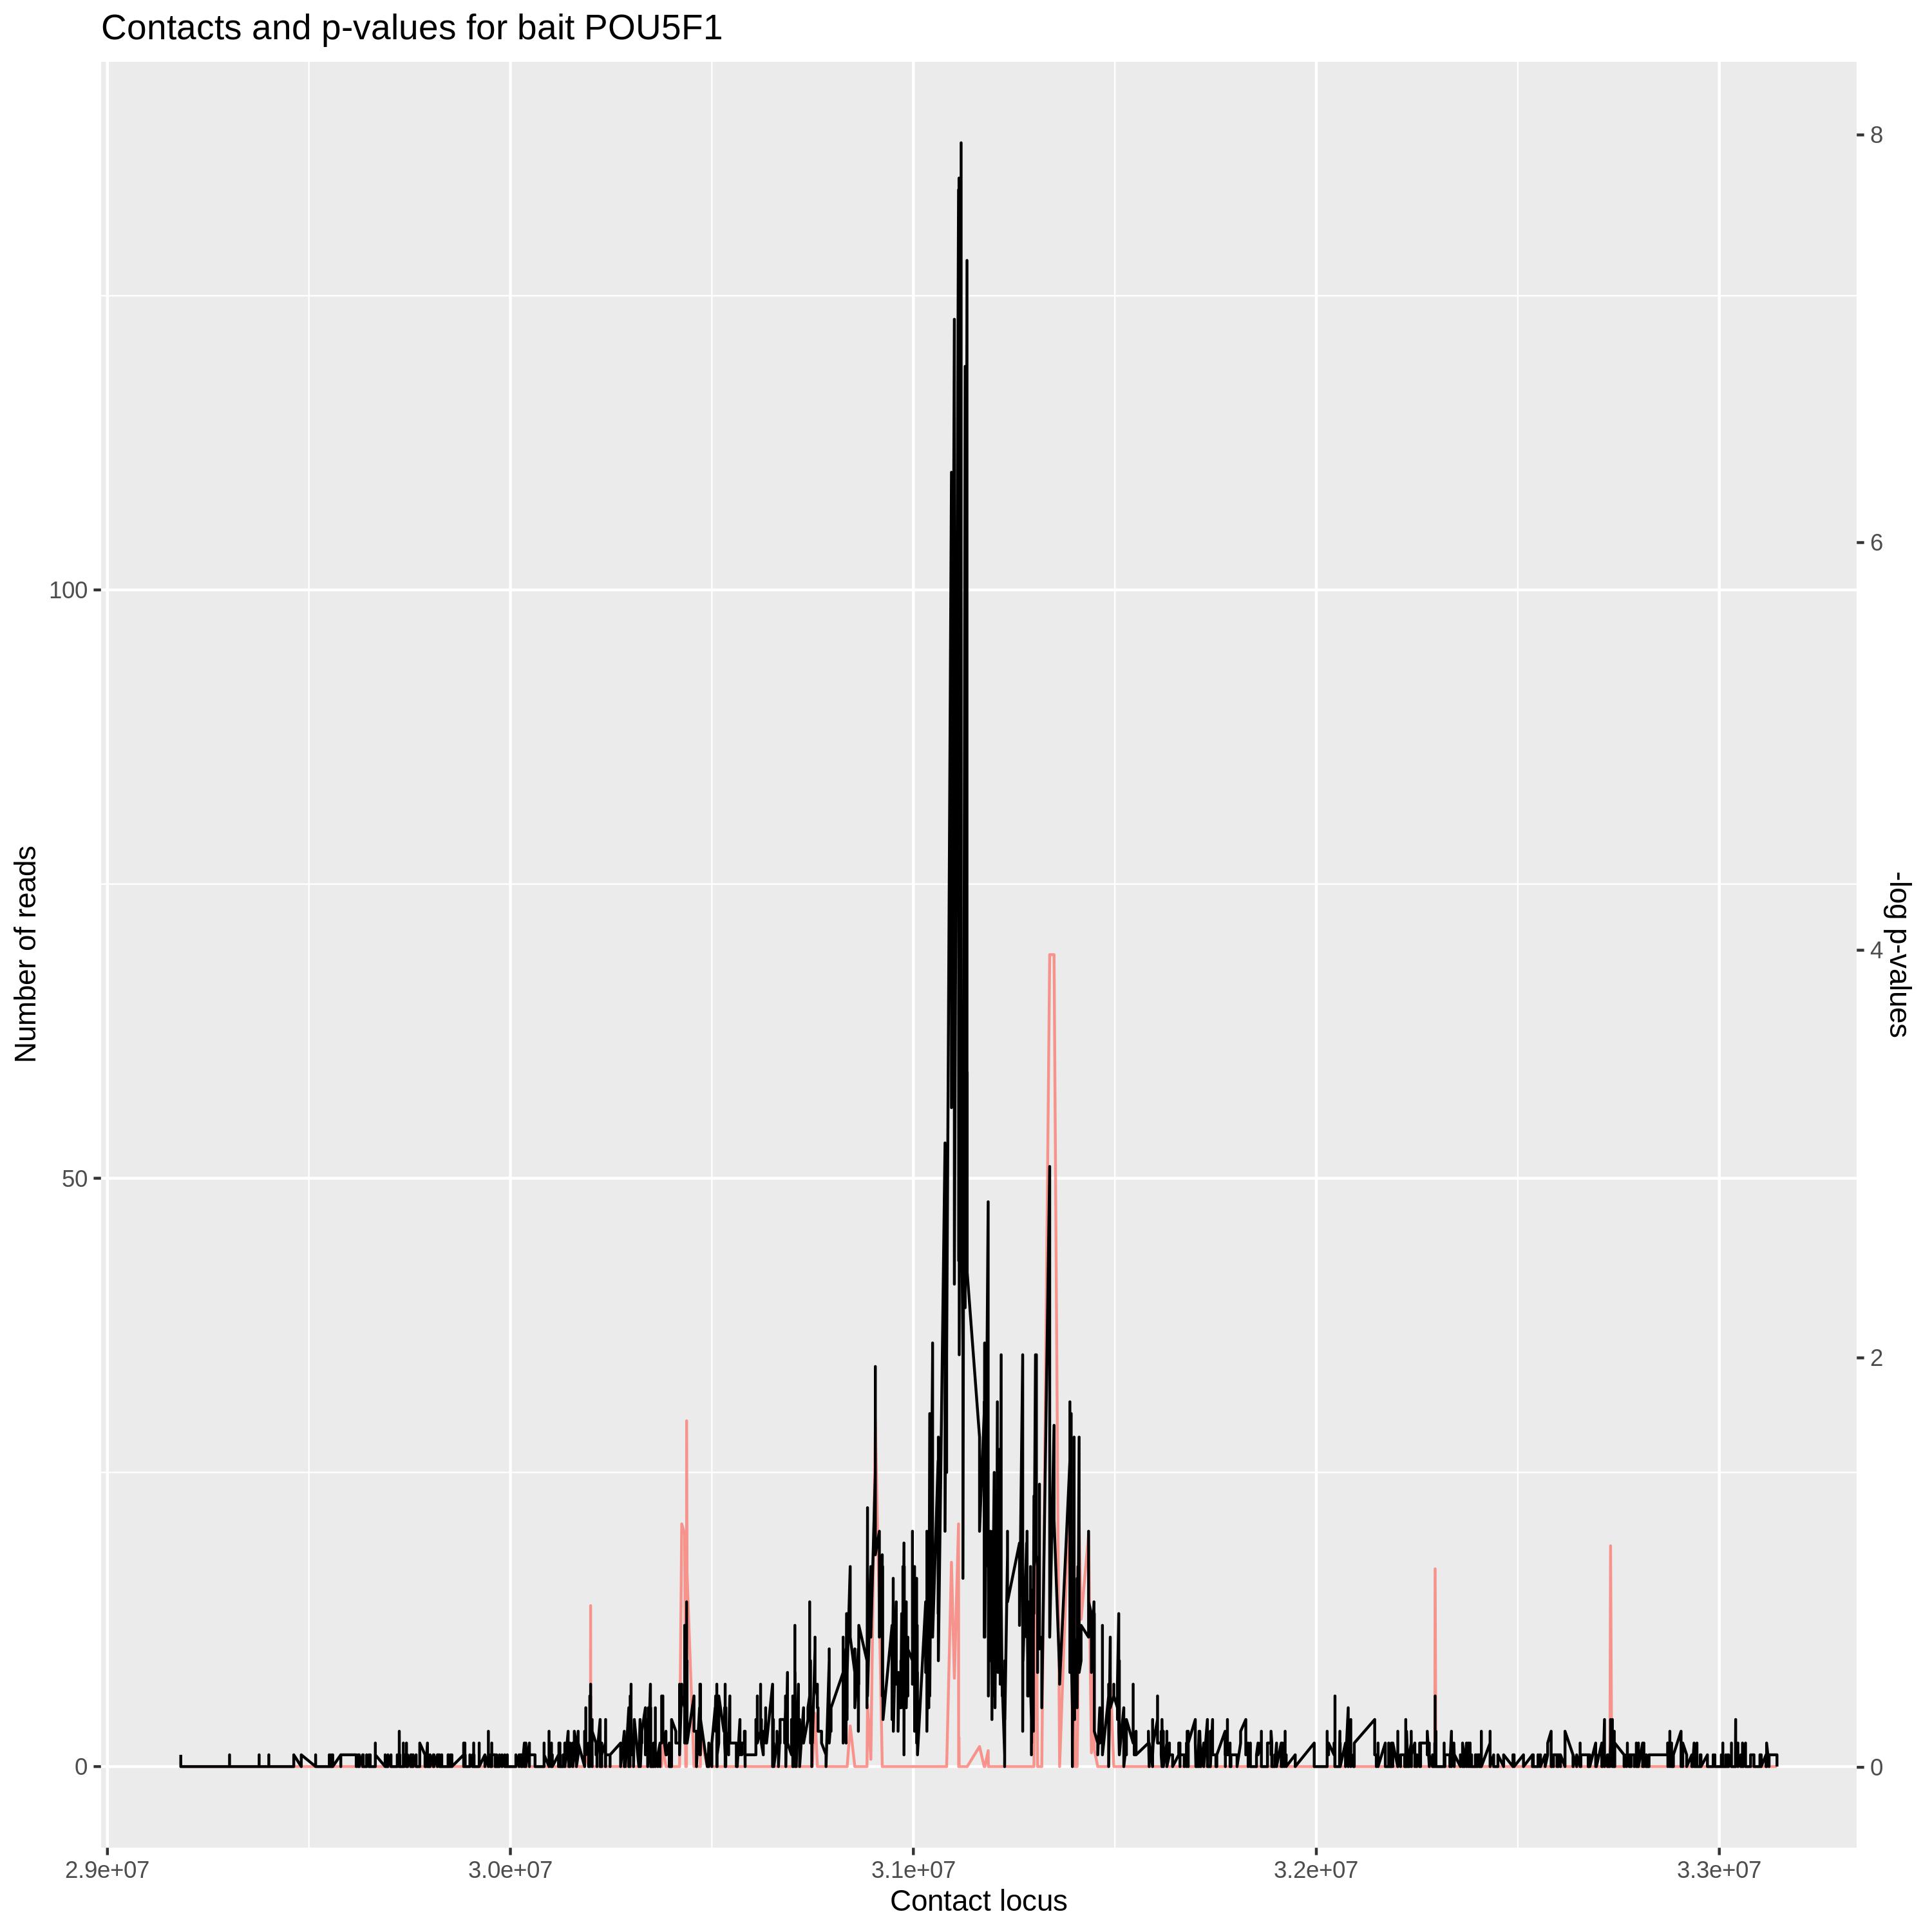 Contacts and p-values for bait POU5F1
Number of reads
100
50
0
8
6
4
2
0
-log p-values
2.9e+07
3.0e+07
3.1e+07
3.2e+07
3.3e+07
Contact locus